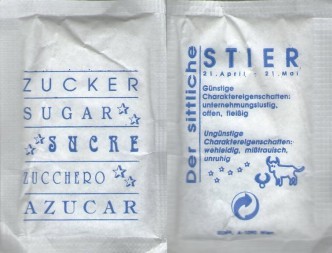 ZUCKER
SUGAR
SUCRE
ZUCCHERO
AZUCAR
Der sittliche
STIER
21. April - 21. Mai
Günstige
Charaktereigenschaften:
unternehmungslustig,
offen, fleißig
Ungünstige
Charaktereigenschaften:
wehleidig, mißtrauisch,
unruhig
Wien